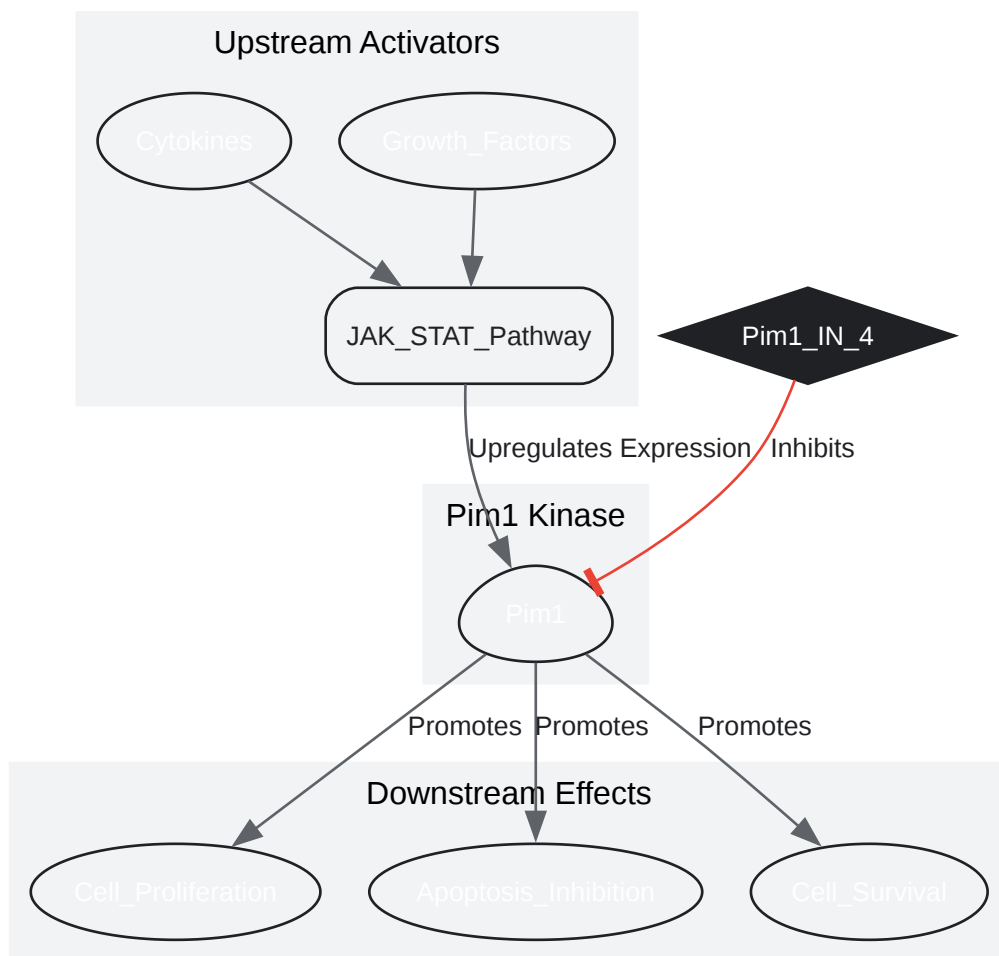 Upstream Activators
Cytokines
Growth_Factors
JAK_STAT_Pathway
Pim1_IN_4
Upregulates Expression
Inhibits
Pim1 Kinase
Pim1
Promotes
Promotes
Promotes
Downstream Effects
Cell_Proliferation
Apoptosis_Inhibition
Cell_Survival